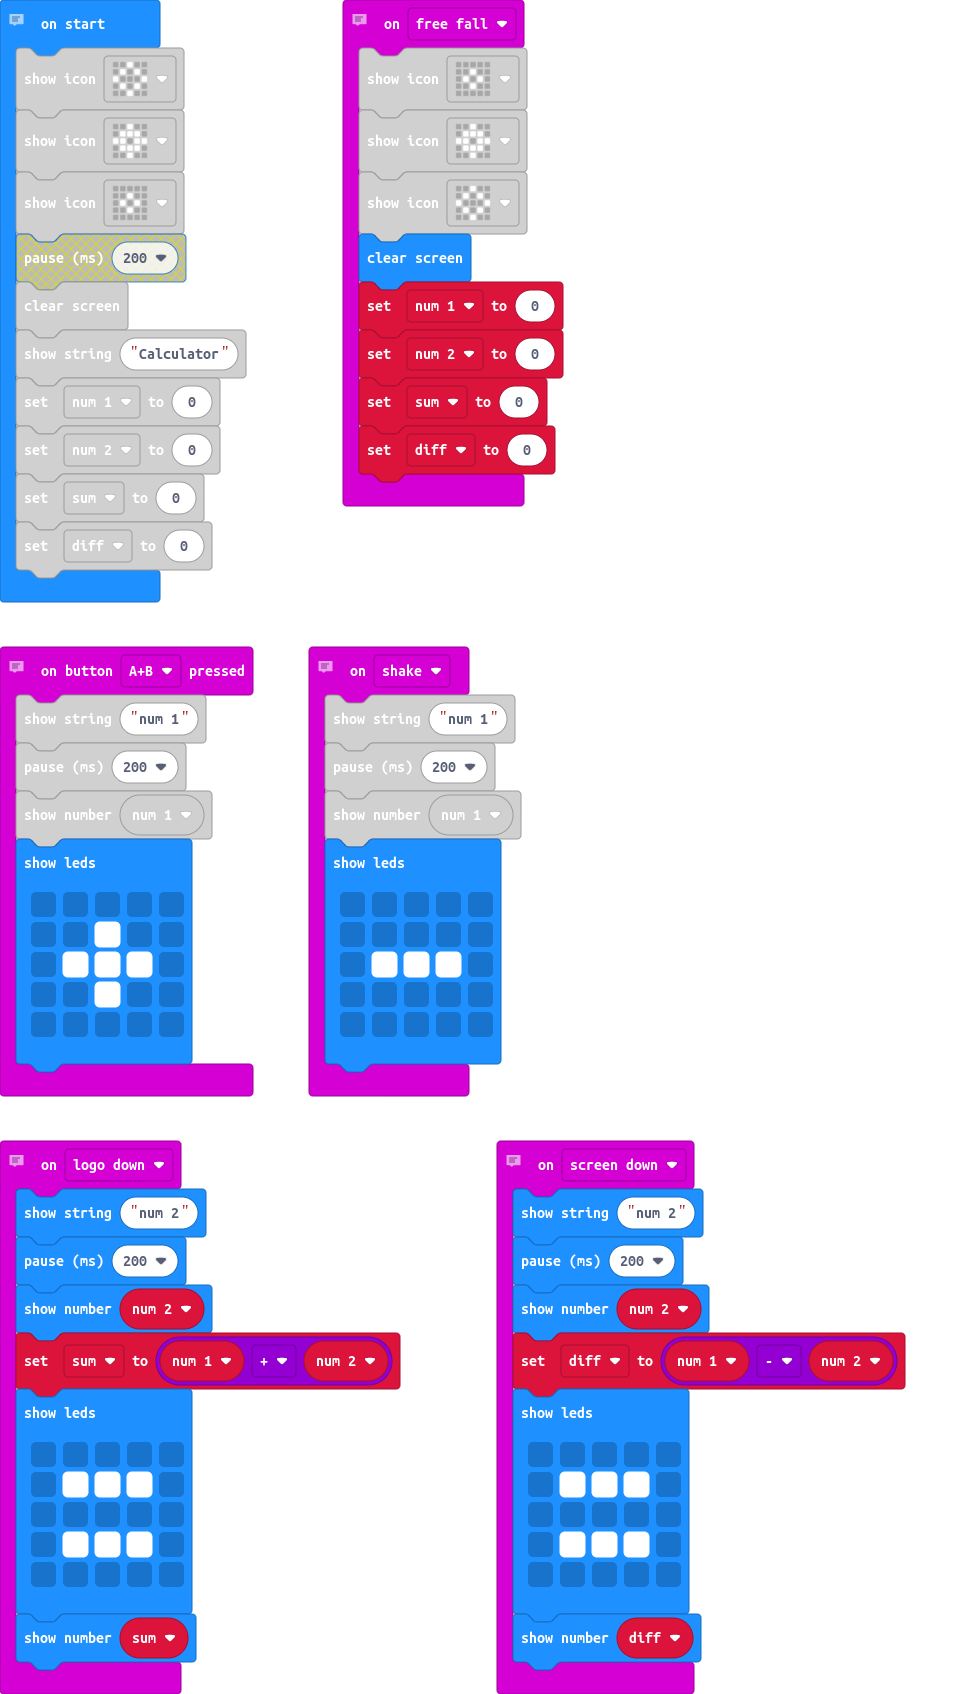 on start
show icon
show icon
show icon
pause (ms) 200
clear screen
show string "Calculator"
set num 1 to 0
set num 2 to 0
set sum to 0
set diff to 0
on free fall
show icon
show icon
show icon
clear screen
set num 1 to 0
set num 2 to 0
set sum to 0
set diff to 0
on button A+B pressed
show string "num 1"
pause (ms) 200
show number num 1
show leds
on shake
show string "num 1"
pause (ms) 200
show number num 1
show leds
on logo down
show string "num 2"
pause (ms) 200
show number num 2
set sum to num 1 + num 2
show leds
show number sum
on screen down
show string "num 2"
pause (ms) 200
show number num 2
set diff to num 1 - num 2
show leds
show number diff